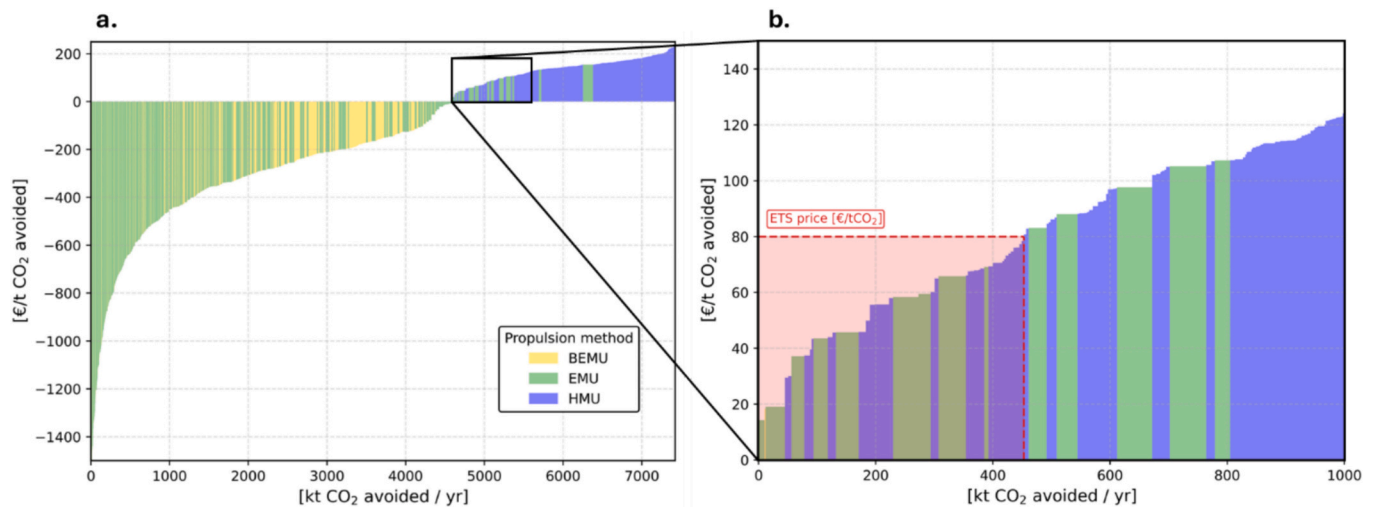 a.
[€/t CO₂ avoided]
200
0
−200
−400
−600
−800
−1000
−1200
−1400
0 1000 2000 3000 4000 5000 6000 7000
[kt CO₂ avoided / yr]
Propulsion method
BEMU
EMU
HMU
b.
[€/t CO₂ avoided]
140
120
100
80
60
40
20
0
ETS price [€/tCO₂]
0 200 400 600 800 1000
[kt CO₂ avoided / yr]